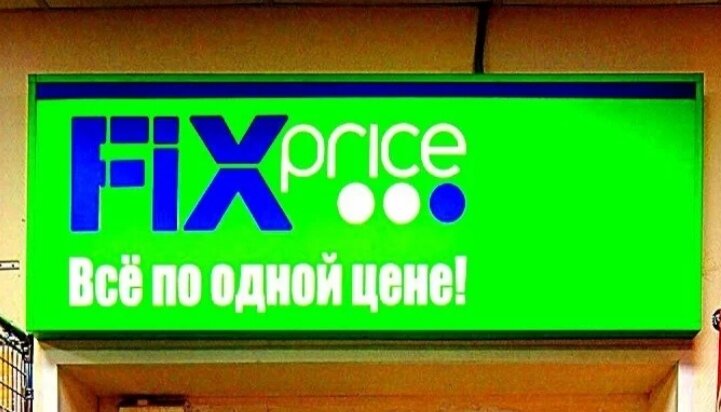 FiX price
Всё по одной цене!